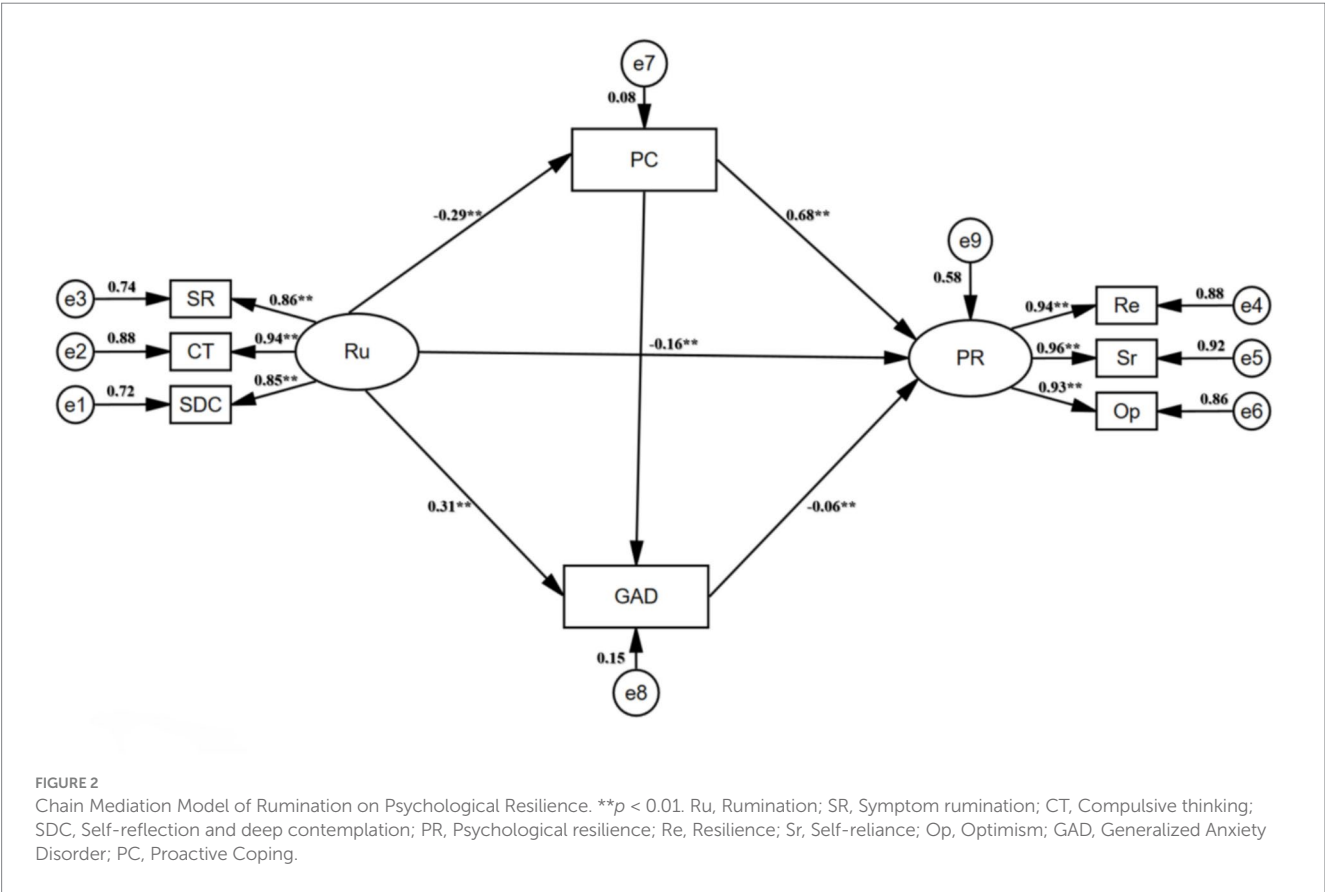 e7
0.08
PC
-0.29**
0.68**
e9
0.58
e3 0.74 SR 0.86**
0.94** Re 0.88 e4
e2 0.88 CT 0.94** Ru
-0.16**
PR 0.96** Sr 0.92 e5
e1 0.72 SDC 0.85**
0.93** Op 0.86 e6
0.31**
-0.06**
GAD
0.15
e8
FIGURE 2
Chain Mediation Model of Rumination on Psychological Resilience. **p < 0.01. Ru, Rumination; SR, Symptom rumination; CT, Compulsive thinking;
SDC, Self-reflection and deep contemplation; PR, Psychological resilience; Re, Resilience; Sr, Self-reliance; Op, Optimism; GAD, Generalized Anxiety
Disorder; PC, Proactive Coping.